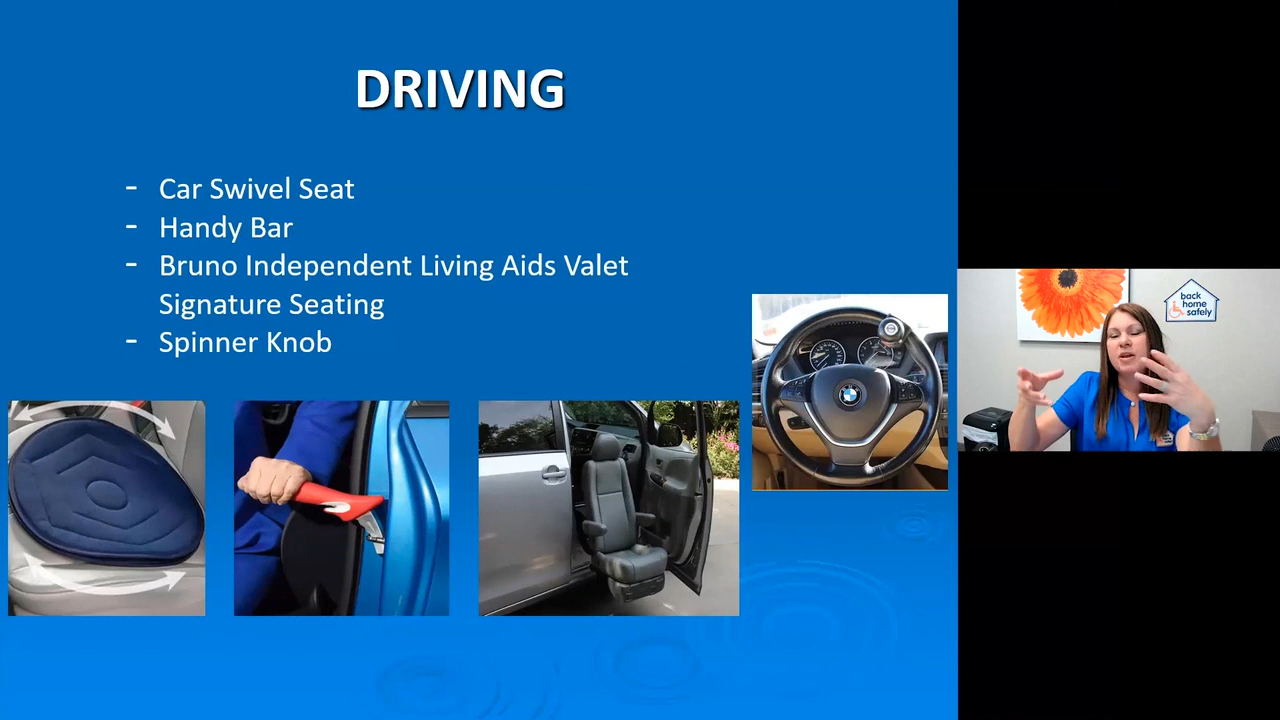 DRIVING
- Car Swivel Seat
- Handy Bar
- Bruno Independent Living Aids Valet
Signature Seating
- Spinner Knob
back
home
safely